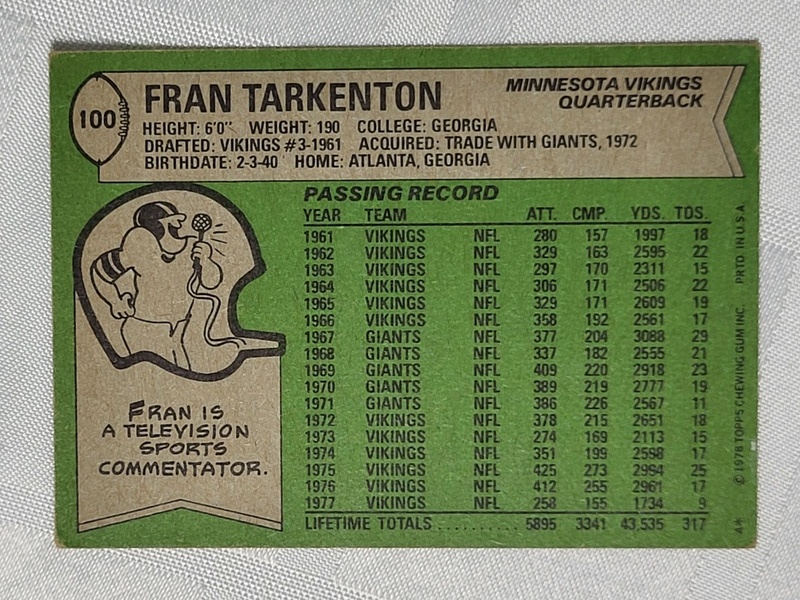 100
FRAN TARKENTON
MINNESOTA VIKINGS
QUARTERBACK
HEIGHT: 6'0" WEIGHT: 190 COLLEGE: GEORGIA
DRAFTED: VIKINGS #3-1961 ACQUIRED: TRADE WITH GIANTS, 1972
BIRTHDATE: 2-3-40 HOME: ATLANTA, GEORGIA
PASSING RECORD
YEAR TEAM ATT. CMP. YDS. TDS.
1961 VIKINGS NFL 280 157 1997 18
1962 VIKINGS NFL 329 163 2595 22
1963 VIKINGS NFL 297 170 2311 15
1964 VIKINGS NFL 306 171 2506 22
1965 VIKINGS NFL 329 171 2609 19
1966 VIKINGS NFL 358 192 2561 17
1967 GIANTS NFL 377 204 3088 29
1968 GIANTS NFL 337 182 2555 21
1969 GIANTS NFL 409 220 2918 23
1970 GIANTS NFL 389 219 2777 19
1971 GIANTS NFL 386 226 2567 11
1972 VIKINGS NFL 378 215 2651 18
1973 VIKINGS NFL 274 169 2113 15
1974 VIKINGS NFL 351 199 2598 17
1975 VIKINGS NFL 425 273 2994 25
1976 VIKINGS NFL 412 255 2961 17
1977 VIKINGS NFL 258 155 1734 9
LIFETIME TOTALS .......... 5895 3341 43,535 317
FRAN IS
A TELEVISION
SPORTS
COMMENTATOR.
A* © 1978 TOPPS CHEWING GUM INC. PRTD. IN U.S.A.